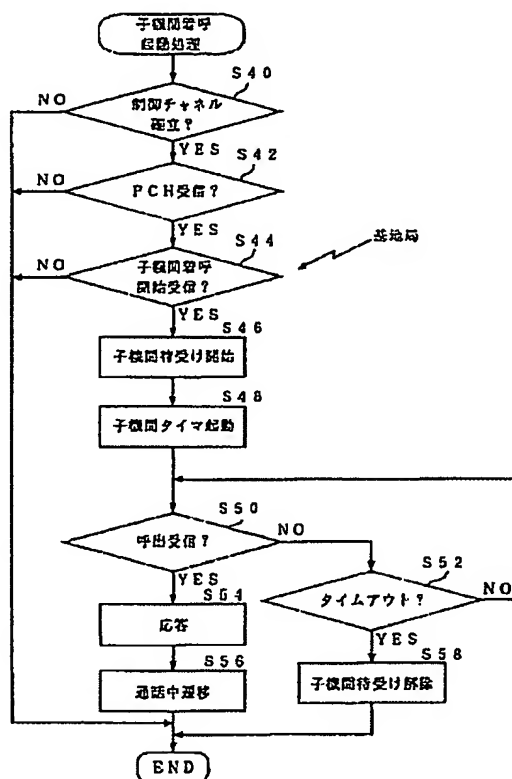 子機間着呼
起動処理
S40
NO
制御チャネル
確立?
YES
S42
NO
PCH受信?
YES
S44
基地局
NO
子機間着呼
開始受信?
YES
S46
子機間待受け開始
S48
子機間タイマ起動
S50
呼出受信?
NO
S52
YES
タイムアウト?
NO
S54
応答
YES
S58
S56
子機間待受け解除
通話中遷移
END